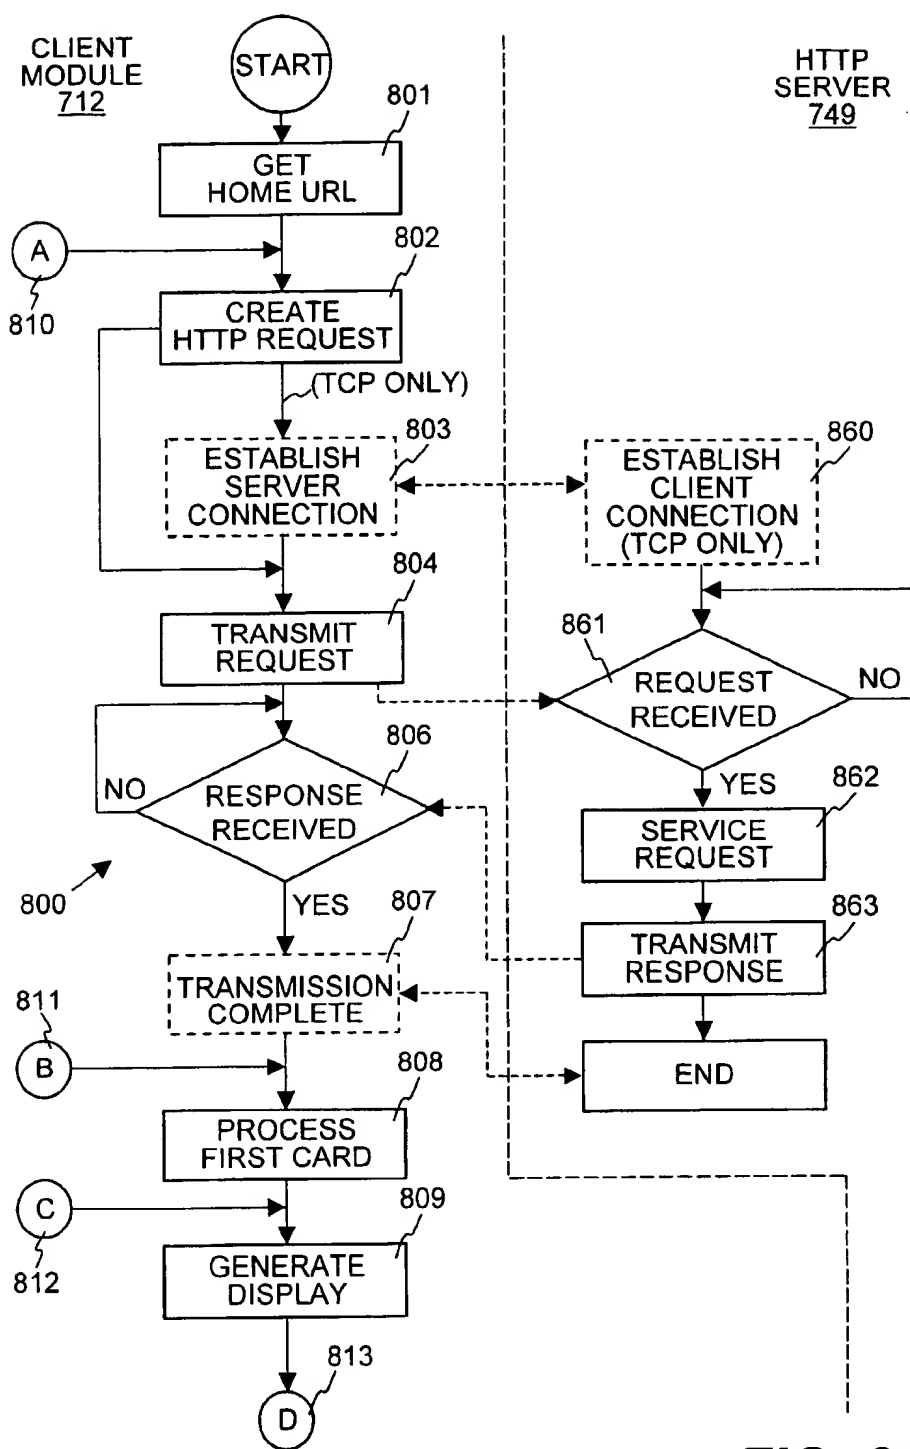 CLIENT
MODULE
712
START
HTTP
SERVER
749
801
GET
HOME URL
A
810
802
CREATE
HTTP REQUEST
(TCP ONLY)
803
ESTABLISH
SERVER
CONNECTION
860
ESTABLISH
CLIENT
CONNECTION
(TCP ONLY)
804
TRANSMIT
REQUEST
861
REQUEST
RECEIVED
NO
YES
806
RESPONSE
RECEIVED
NO
YES
800
862
SERVICE
REQUEST
863
TRANSMIT
RESPONSE
807
TRANSMISSION
COMPLETE
811
B
END
808
PROCESS
FIRST CARD
C
812
809
GENERATE
DISPLAY
813
D